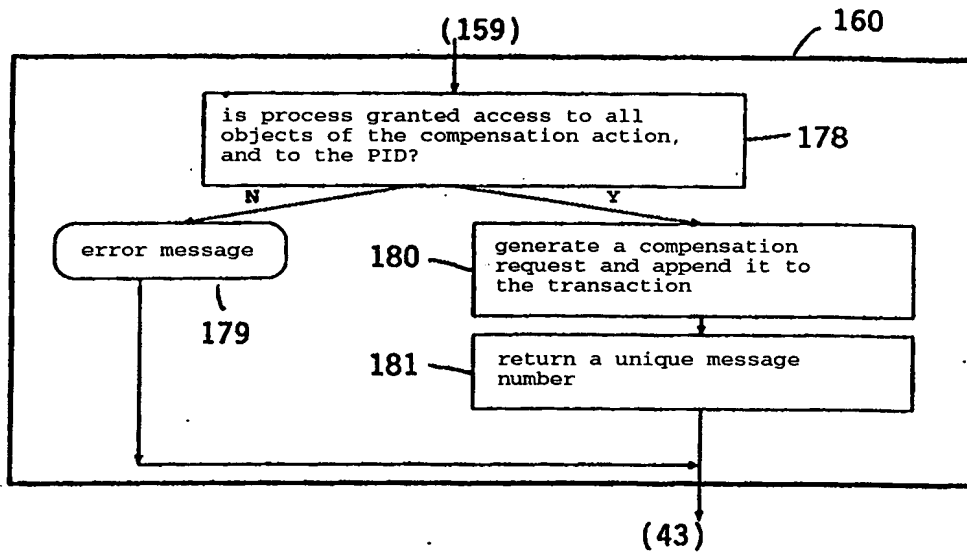 (159)
160
is process granted access to all
objects of the compensation action,
and to the PID?
178
N
Y
error message
179
180
generate a compensation
request and append it to
the transaction
181
return a unique message
number
(43)